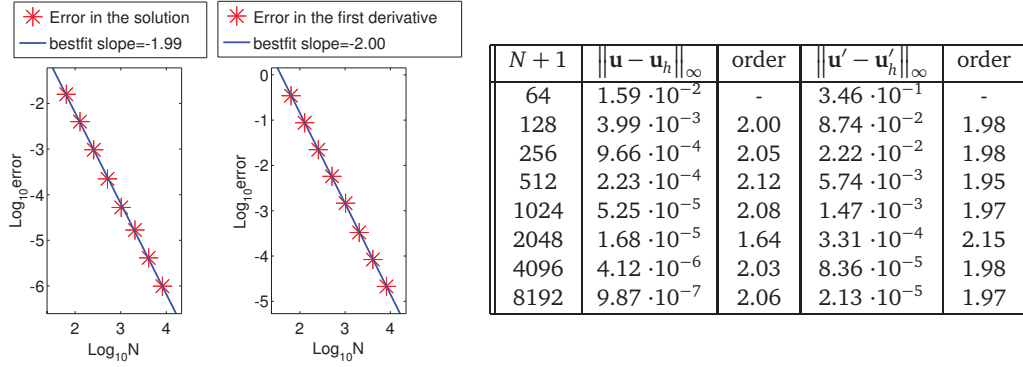 Error in the solution
bestfit slope=-1.99
Log₁₀error
-2
-3
-4
-5
-6
2 3 4
Log₁₀N
Error in the first derivative
bestfit slope=-2.00
Log₁₀error
0
-1
-2
-3
-4
-5
2 3 4
Log₁₀N
N + 1 ‖u − u_h‖_∞ order ‖u′ − u′_h‖_∞ order
64 1.59 ·10⁻² - 3.46 ·10⁻¹ -
128 3.99 ·10⁻³ 2.00 8.74 ·10⁻² 1.98
256 9.66 ·10⁻⁴ 2.05 2.22 ·10⁻² 1.98
512 2.23 ·10⁻⁴ 2.12 5.74 ·10⁻³ 1.95
1024 5.25 ·10⁻⁵ 2.08 1.47 ·10⁻³ 1.97
2048 1.68 ·10⁻⁵ 1.64 3.31 ·10⁻⁴ 2.15
4096 4.12 ·10⁻⁶ 2.03 8.36 ·10⁻⁵ 1.98
8192 9.87 ·10⁻⁷ 2.06 2.13 ·10⁻⁵ 1.97